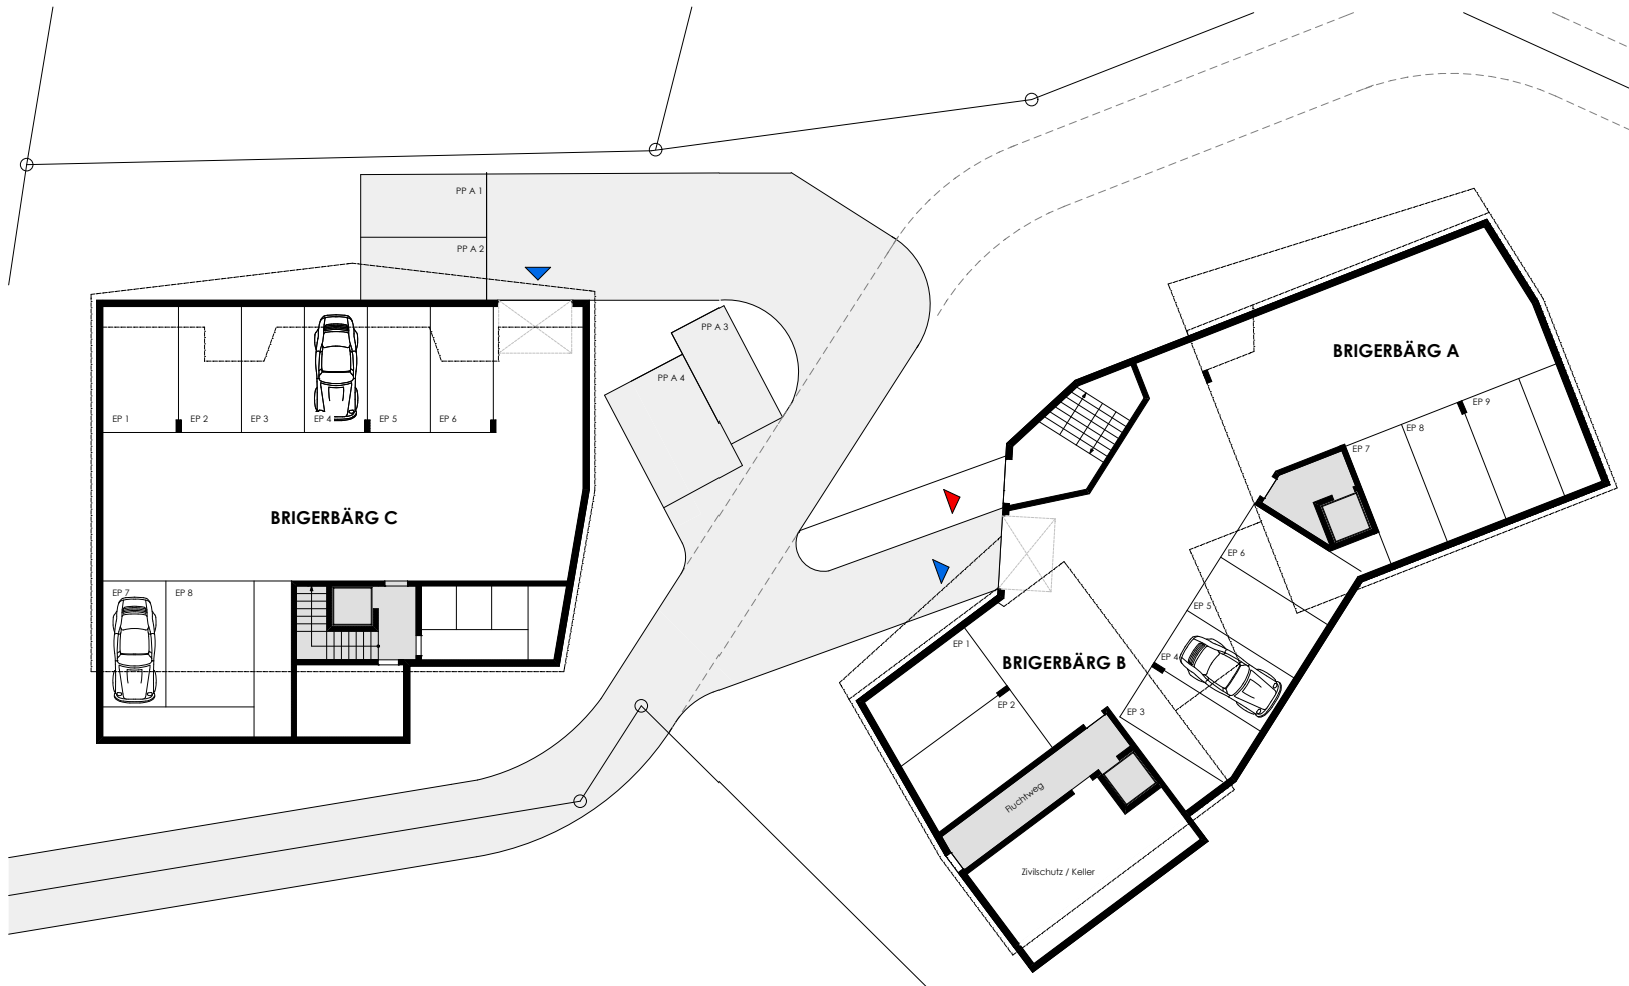 PP A 1
PP A 2
PP A 3
PP A 4
EP 1
EP 2
EP 3
EP 4
EP 5
EP 6
BRIGERBÄRG C
EP 7
EP 8
BRIGERBÄRG A
EP 9
EP 8
EP 7
EP 6
EP 5
EP 4
EP 3
EP 1
BRIGERBÄRG B
EP 2
Fluchtweg
Zivilschutz / Keller